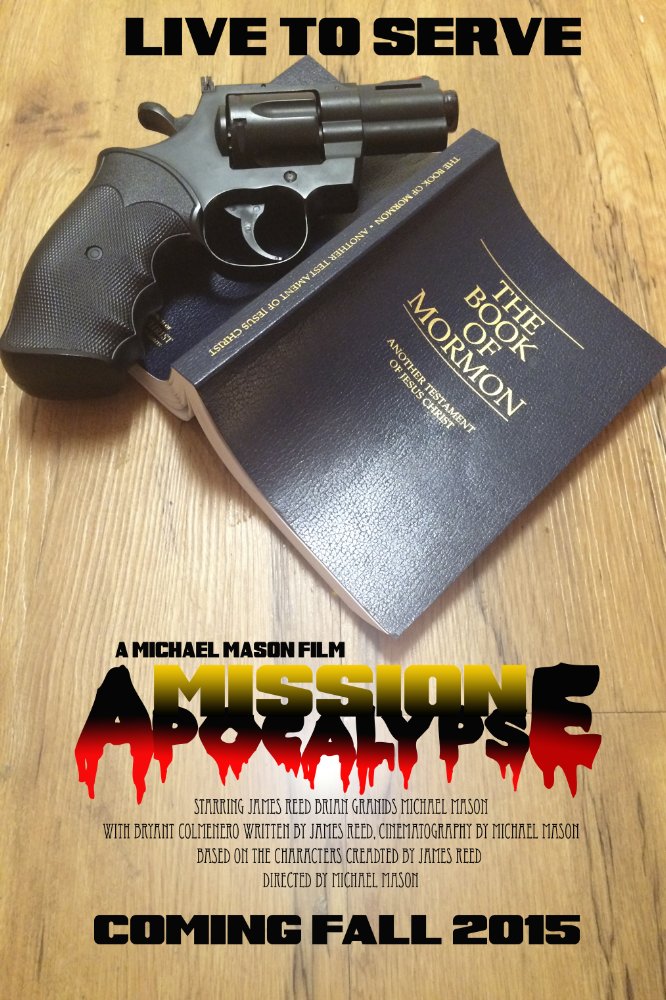 LIVE TO SERVE
THE BOOK OF MORMON • ANOTHER TESTAMENT OF JESUS CHRIST
THE
BOOK
OF
MORMON
ANOTHER TESTAMENT
OF JESUS CHRIST
A MICHAEL MASON FILM
MISSION
APOCALYPSE
STARRING JAMES REED BRIAN GRANIDS MICHAEL MASON
WITH BRYANT COLMENERO WRITTEN BY JAMES REED, CINEMATOGRAPHY BY MICHAEL MASON
BASED ON THE CHARACTERS CREADTED BY JAMES REED
DIRECTED BY MICHAEL MASON
COMING FALL 2015